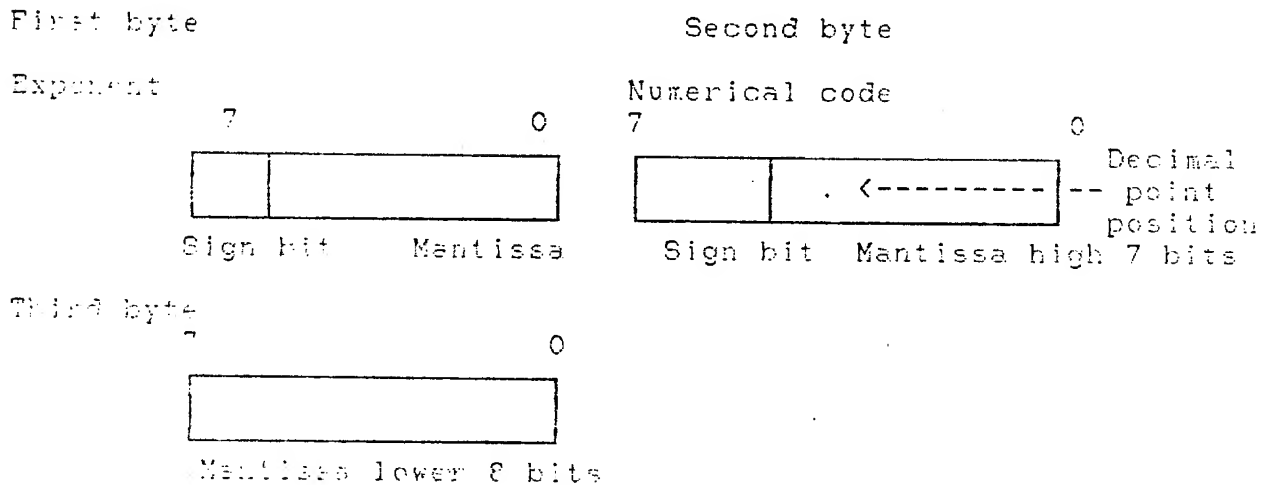 First byte
Second byte
Exponent
Numerical code
7 0
7 0
. <---------- -- Decimal
point
position
Sign bit Mantissa
Sign bit Mantissa high 7 bits
Third byte
7 0
Mantissa lower 8 bits